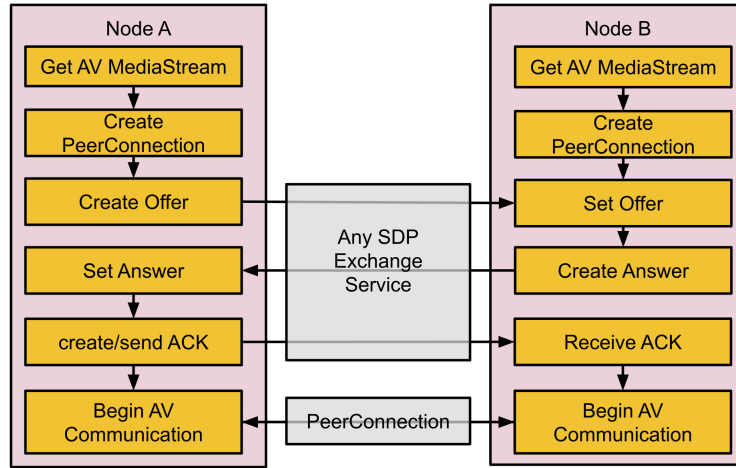 Node A
Get AV MediaStream
Create
PeerConnection
Create Offer
Set Answer
create/send ACK
Begin AV
Communication
Any SDP
Exchange
Service
PeerConnection
Node B
Get AV MediaStream
Create
PeerConnection
Set Offer
Create Answer
Receive ACK
Begin AV
Communication